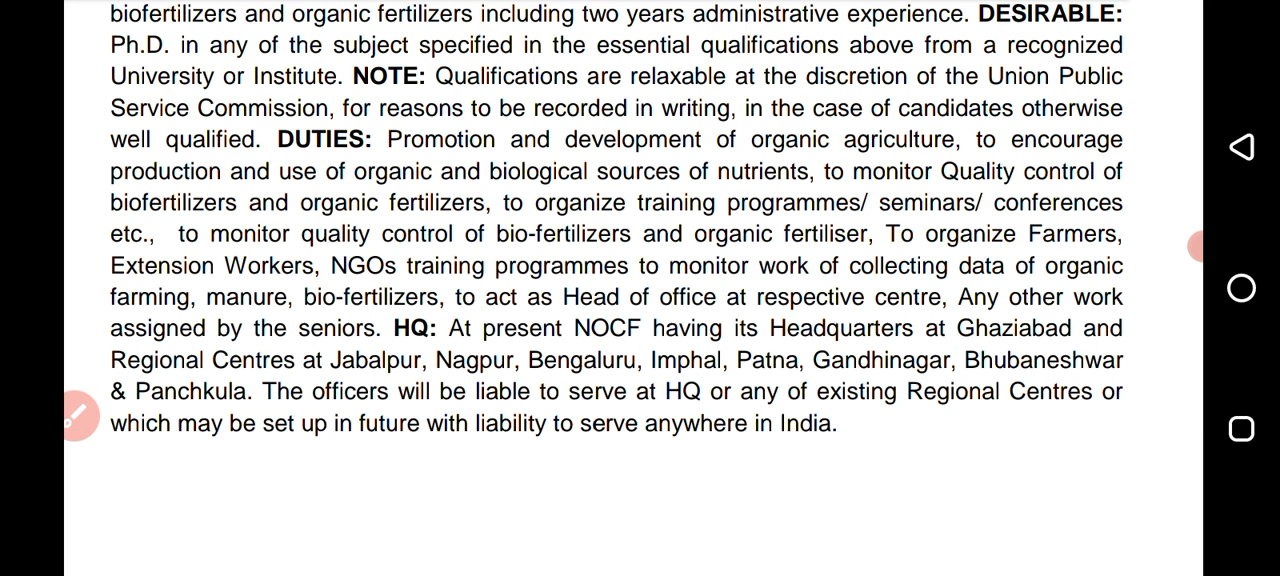 biofertilizers and organic fertilizers including two years administrative experience. DESIRABLE:
Ph.D. in any of the subject specified in the essential qualifications above from a recognized
University or Institute. NOTE: Qualifications are relaxable at the discretion of the Union Public
Service Commission, for reasons to be recorded in writing, in the case of candidates otherwise
well qualified. DUTIES: Promotion and development of organic agriculture, to encourage
production and use of organic and biological sources of nutrients, to monitor Quality control of
biofertilizers and organic fertilizers, to organize training programmes/ seminars/ conferences
etc., to monitor quality control of bio-fertilizers and organic fertiliser, To organize Farmers,
Extension Workers, NGOs training programmes to monitor work of collecting data of organic
farming, manure, bio-fertilizers, to act as Head of office at respective centre, Any other work
assigned by the seniors. HQ: At present NOCF having its Headquarters at Ghaziabad and
Regional Centres at Jabalpur, Nagpur, Bengaluru, Imphal, Patna, Gandhinagar, Bhubaneshwar
& Panchkula. The officers will be liable to serve at HQ or any of existing Regional Centres or
which may be set up in future with liability to serve anywhere in India.